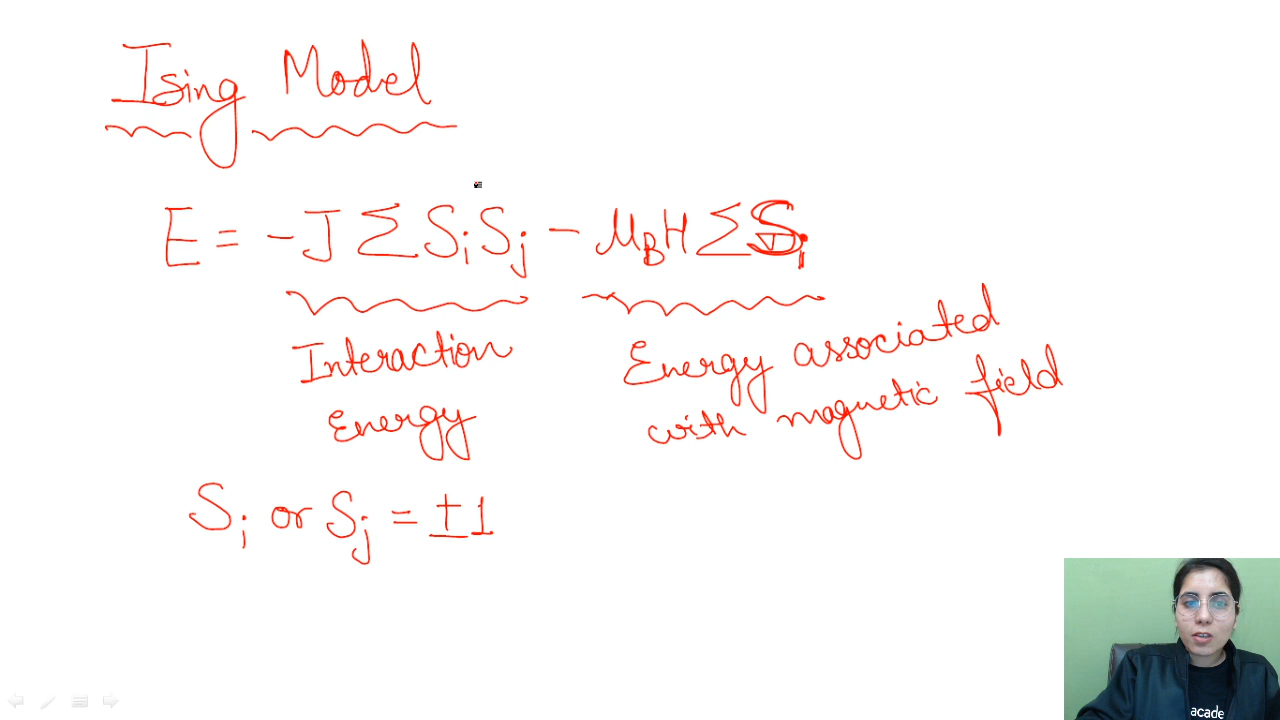 Ising Model
E = -J Σ SiSj - μBH Σ Si
Interaction
Energy
Energy associated
with magnetic field
Si or Sj = ±1
acade